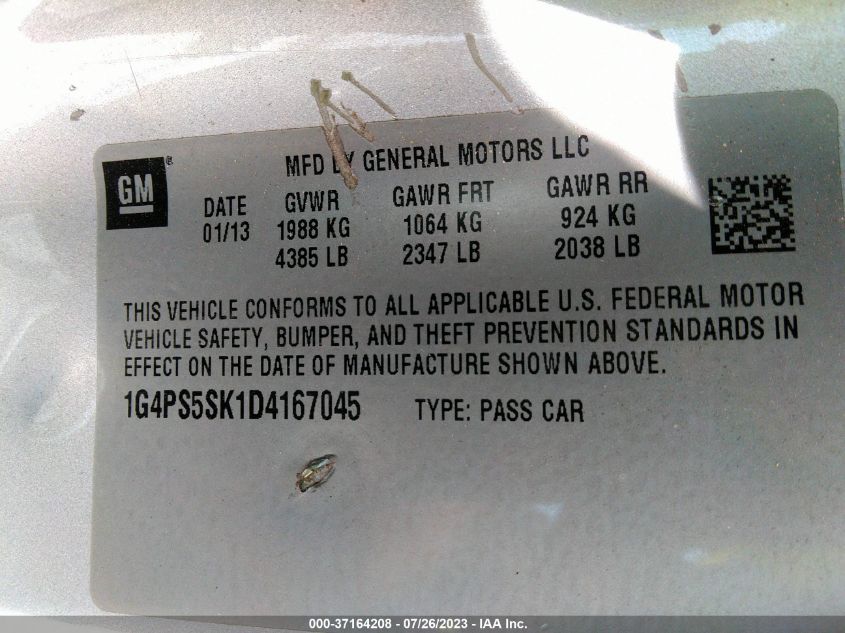 GM®
MFD BY GENERAL MOTORS LLC
DATE GVWR GAWR FRT GAWR RR
01/13 1988 KG 1064 KG 924 KG
4385 LB 2347 LB 2038 LB
THIS VEHICLE CONFORMS TO ALL APPLICABLE U.S. FEDERAL MOTOR
VEHICLE SAFETY, BUMPER, AND THEFT PREVENTION STANDARDS IN
EFFECT ON THE DATE OF MANUFACTURE SHOWN ABOVE.
1G4PS5SK1D4167045 TYPE: PASS CAR
000-37164208 - 07/26/2023 - IAA Inc.